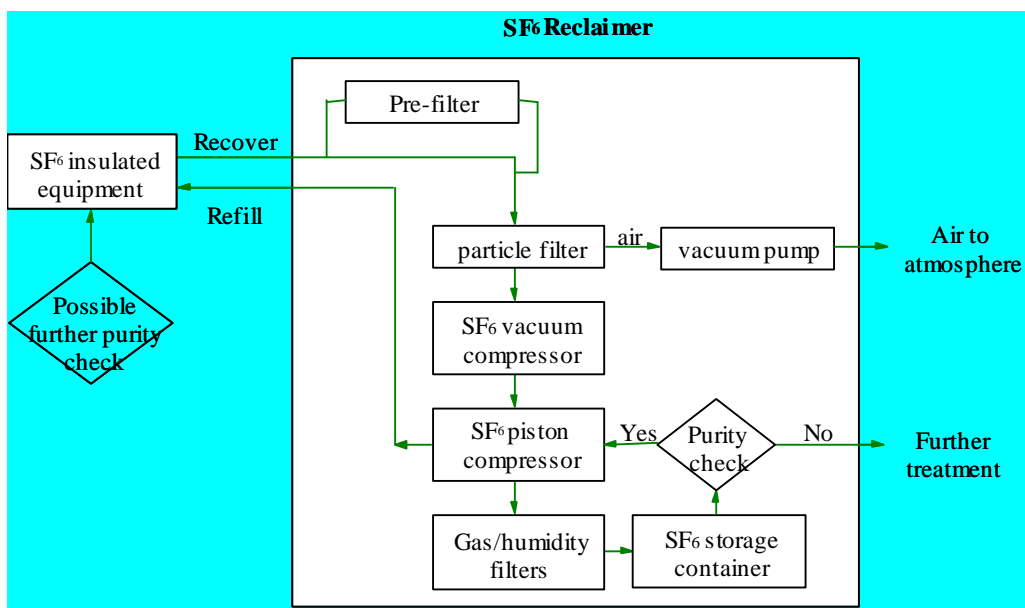 SF6 Reclaimer
Pre-filter
Recover
SF6 insulated
equipment
Refill
particle filter
air
vacuum pump
Air to
atmosphere
Possible
further purity
check
SF6 vacuum
compressor
SF6 piston
compressor
Yes
Purity
check
No
Further
treatment
Gas/humidity
filters
SF6 storage
container